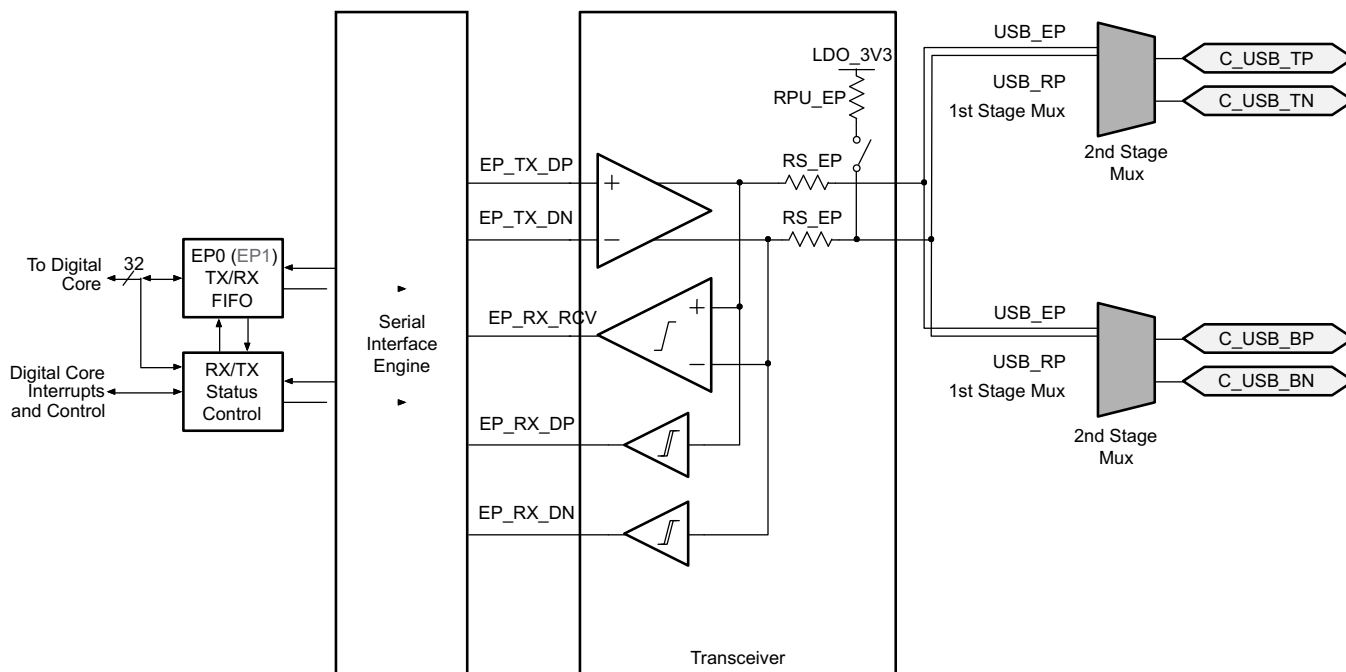 USB_EP
C_USB_TP
LDO_3V3
USB_RP
RPU_EP
C_USB_TN
1st Stage Mux
2nd Stage
Mux
EP_TX_DP
RS_EP
+
EP_TX_DN
RS_EP
−
To Digital
Core
32
EP0 (EP1)
TX/RX
FIFO
EP_RX_RCV
+
−
Serial
Interface
Engine
USB_EP
C_USB_BP
USB_RP
C_USB_BN
1st Stage Mux
2nd Stage
Mux
Digital Core
Interrupts
and Control
RX/TX
Status
Control
EP_RX_DP
EP_RX_DN
Transceiver